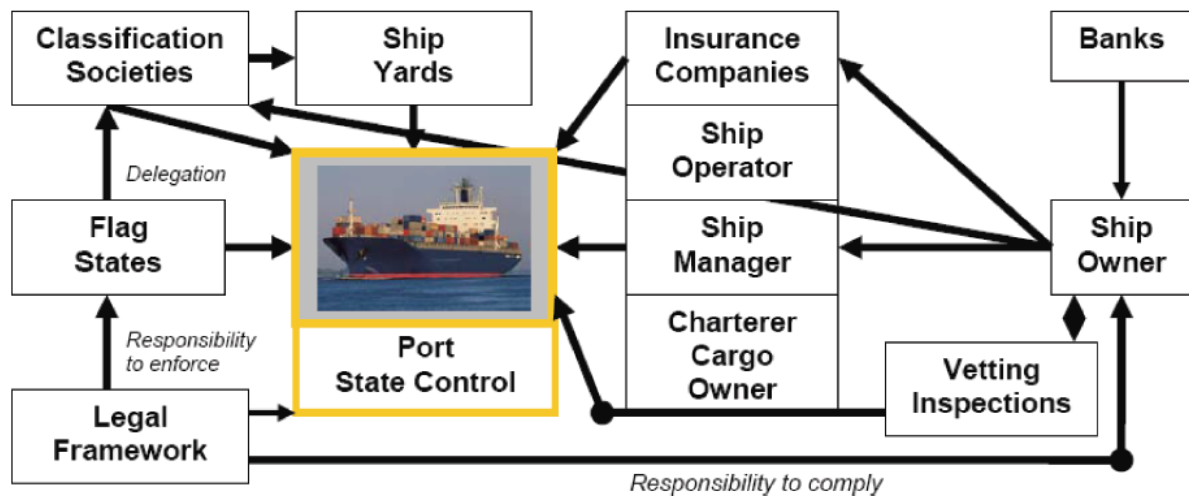 Classification
Societies
Ship
Yards
Insurance
Companies
Banks
Ship
Operator
Delegation
Flag
States
Ship
Manager
Ship
Owner
Responsibility
to enforce
Port
State Control
Charterer
Cargo
Owner
Vetting
Inspections
Legal
Framework
Responsibility to comply